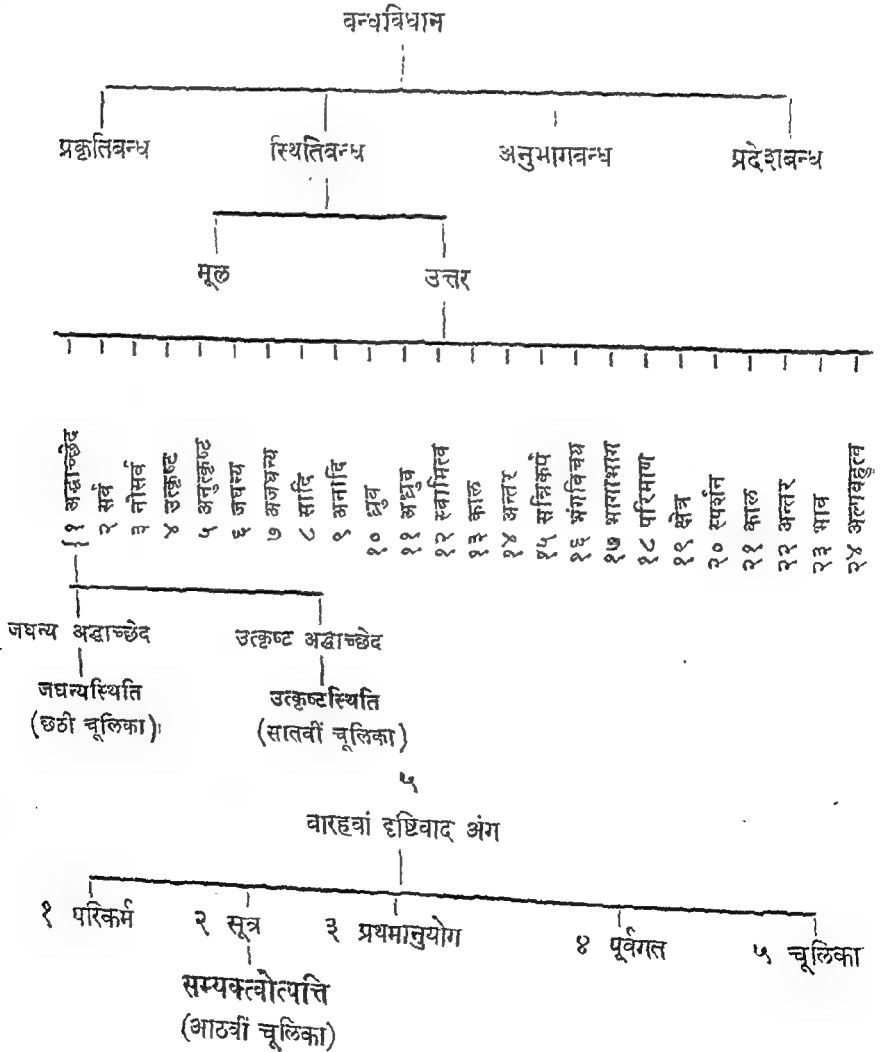 बन्धविधान
प्रकृतिबन्ध स्थितिबन्ध अनुभागबन्ध प्रदेशबन्ध
मूल उत्तर
१ अद्धाच्छेद
२ सर्व
३ नोसर्व
४ उत्कृष्ट
५ अनुत्कृष्ट
६ जघन्य
७ अजघन्य
८ सादि
९ अनादि
१० ध्रुव
११ अध्रुव
१२ स्वामित्व
१३ काल
१४ अन्तर
१५ सन्निकर्ष
१६ भंगविचय
१७ भागाभाग
१८ परिमाण
१९ क्षेत्र
२० स्पर्शन
२१ काल
२२ अन्तर
२३ भाव
२४ अल्पबहुत्व
जघन्य अद्धाच्छेद उत्कृष्ट अद्धाच्छेद
जघन्यस्थिति उत्कृष्टस्थिति
(छठी चूलिका) (सातवीं चूलिका)
५
बारहवां दृष्टिवाद अंग
१ परिकर्म २ सूत्र ३ प्रथमानुयोग ४ पूर्वगत ५ चूलिका
सम्यक्त्वोत्पत्ति
(आठवीं चूलिका)